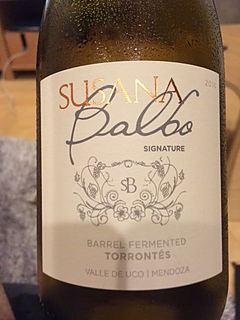 SUSANA
Balbo
SIGNATURE
SB
BARREL FERMENTED
TORRONTÉS
VALLE DE UCO | MENDOZA